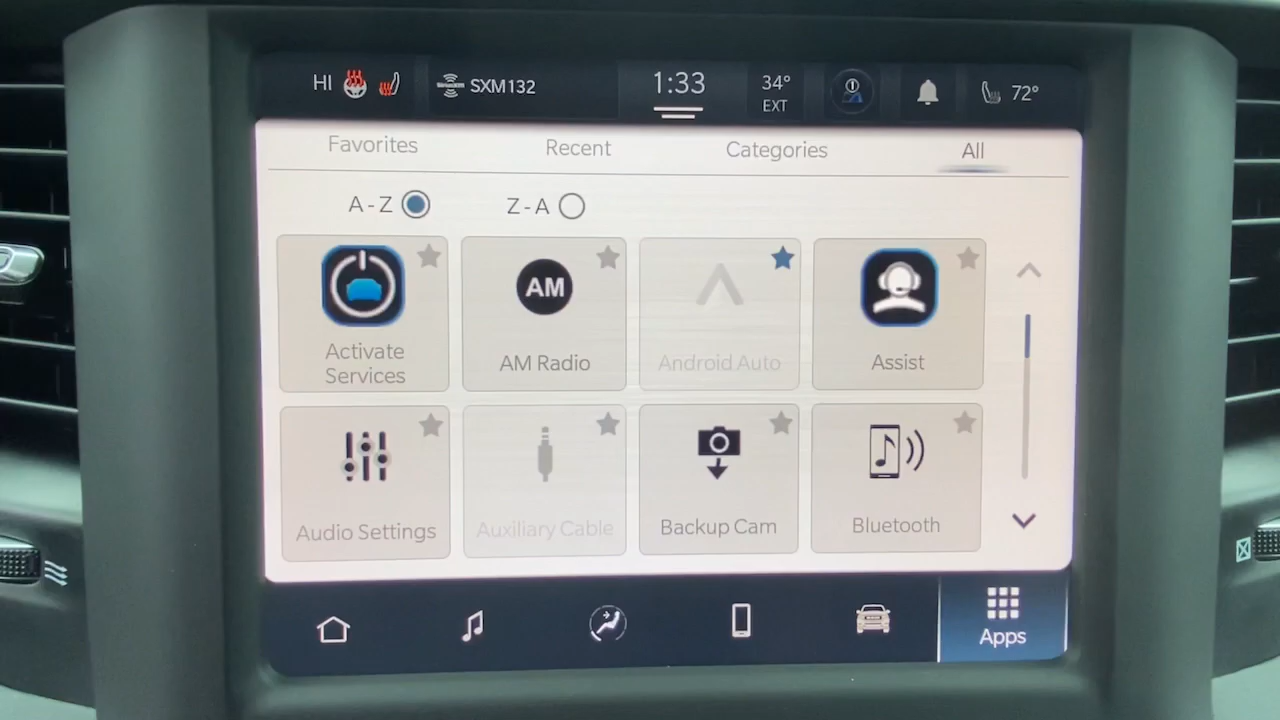 HI
SXM132
1:33
34°
EXT
72°
Favorites
Recent
Categories
All
A - Z
Z - A
Activate
Services
AM
AM Radio
Android Auto
Assist
Audio Settings
Auxiliary Cable
Backup Cam
Bluetooth
Apps